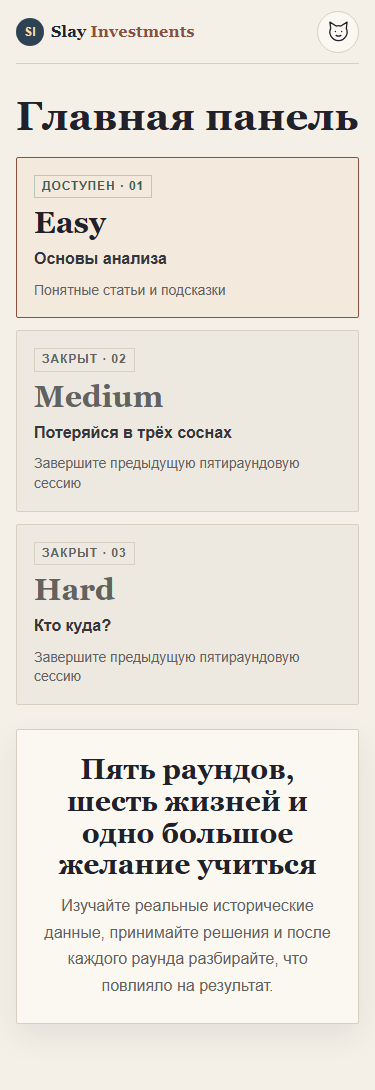 SI Slay Investments
Главная панель
ДОСТУПЕН · 01
Easy
Основы анализа
Понятные статьи и подсказки
ЗАКРЫТ · 02
Medium
Потеряйся в трёх соснах
Завершите предыдущую пятираундовую
сессию
ЗАКРЫТ · 03
Hard
Кто куда?
Завершите предыдущую пятираундовую
сессию
Пять раундов,
шесть жизней и
одно большое
желание учиться
Изучайте реальные исторические
данные, принимайте решения и после
каждого раунда разбирайте, что
повлияло на результат.